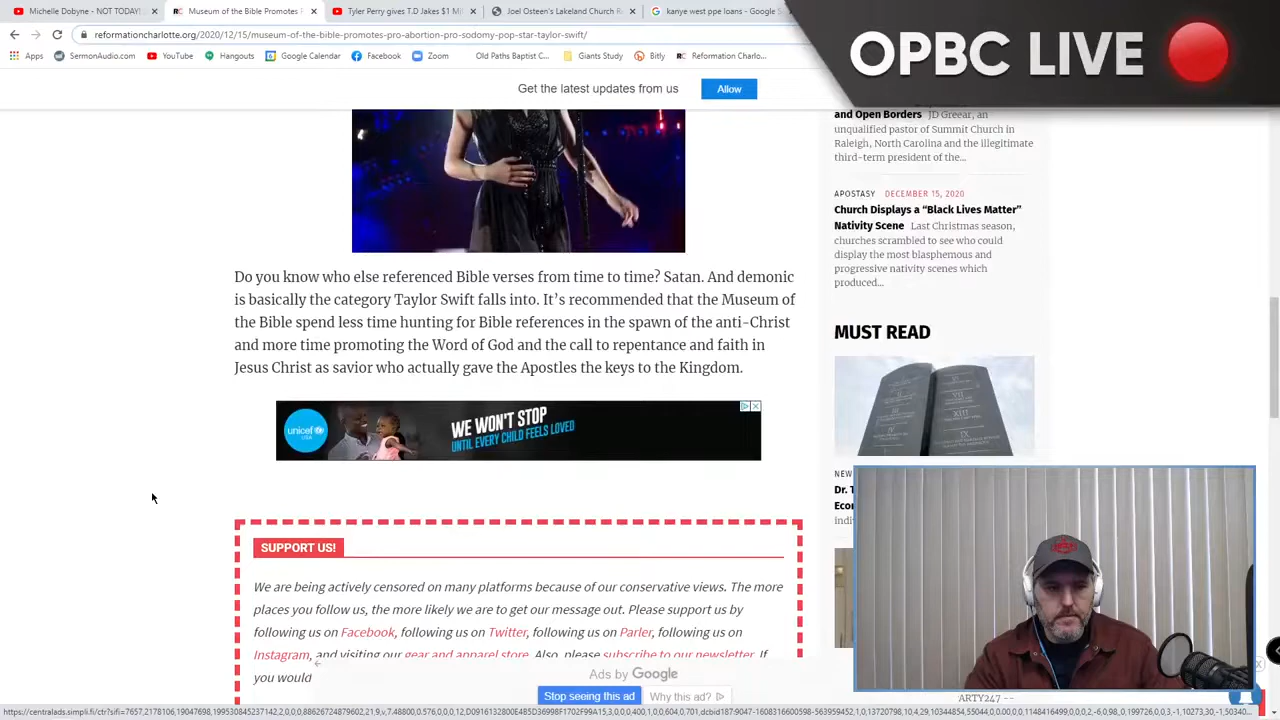 Michelle Dobyne - NOT TODAY!
Museum of the Bible Promotes P
Tyler Perry gives T.D Jakes $1 Mil
Joel Osteen's Lakeland Church Re
kanye west ppe loans - Google S
reformationcharlotte.org/2020/12/15/museum-of-the-bible-promotes-pro-abortion-pro-sodomy-pop-star-taylor-swift/
Apps SermonAudio.com YouTube Hangouts Google Calendar Facebook Zoom Old Paths Baptist C... Giants Study Bitly Reformation Charlo...
OPBC LIVE
Get the latest updates from us Allow
and Open Borders JD Greear, an
unqualified pastor of Summit Church in
Raleigh, North Carolina and the illegitimate
third-term president of the...
APOSTASY DECEMBER 15, 2020
Church Displays a “Black Lives Matter”
Nativity Scene Last Christmas season,
churches scrambled to see who could
display the most blasphemous and
progressive nativity scenes which
produced...
MUST READ
Do you know who else referenced Bible verses from time to time? Satan. And demonic
is basically the category Taylor Swift falls into. It’s recommended that the Museum of
the Bible spend less time hunting for Bible references in the spawn of the anti-Christ
and more time promoting the Word of God and the call to repentance and faith in
Jesus Christ as savior who actually gave the Apostles the keys to the Kingdom.
unicef USA
WE WON'T STOP
UNTIL EVERY CHILD FEELS LOVED
NEW
Dr. T
Econ
indi
SUPPORT US!
We are being actively censored on many platforms because of our conservative views. The more
places you follow us, the more likely we are to get our message out. Please support us by
following us on Facebook, following us on Twitter, following us on Parler, following us on
Instagram, and visiting our gear and apparel store. Also, please subscribe to our newsletter. If
you would
Ads by Google
Stop seeing this ad Why this ad?
ARTY247 --